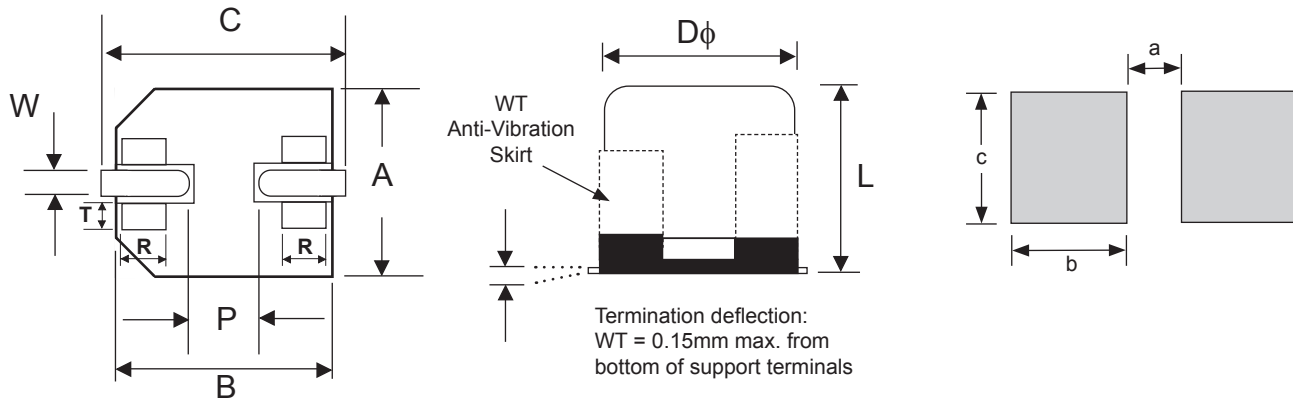 C
W
A
T
R
R
P
B
Dϕ
WT
Anti-Vibration
Skirt
L
Termination deflection:
WT = 0.15mm max. from
bottom of support terminals
a
c
b